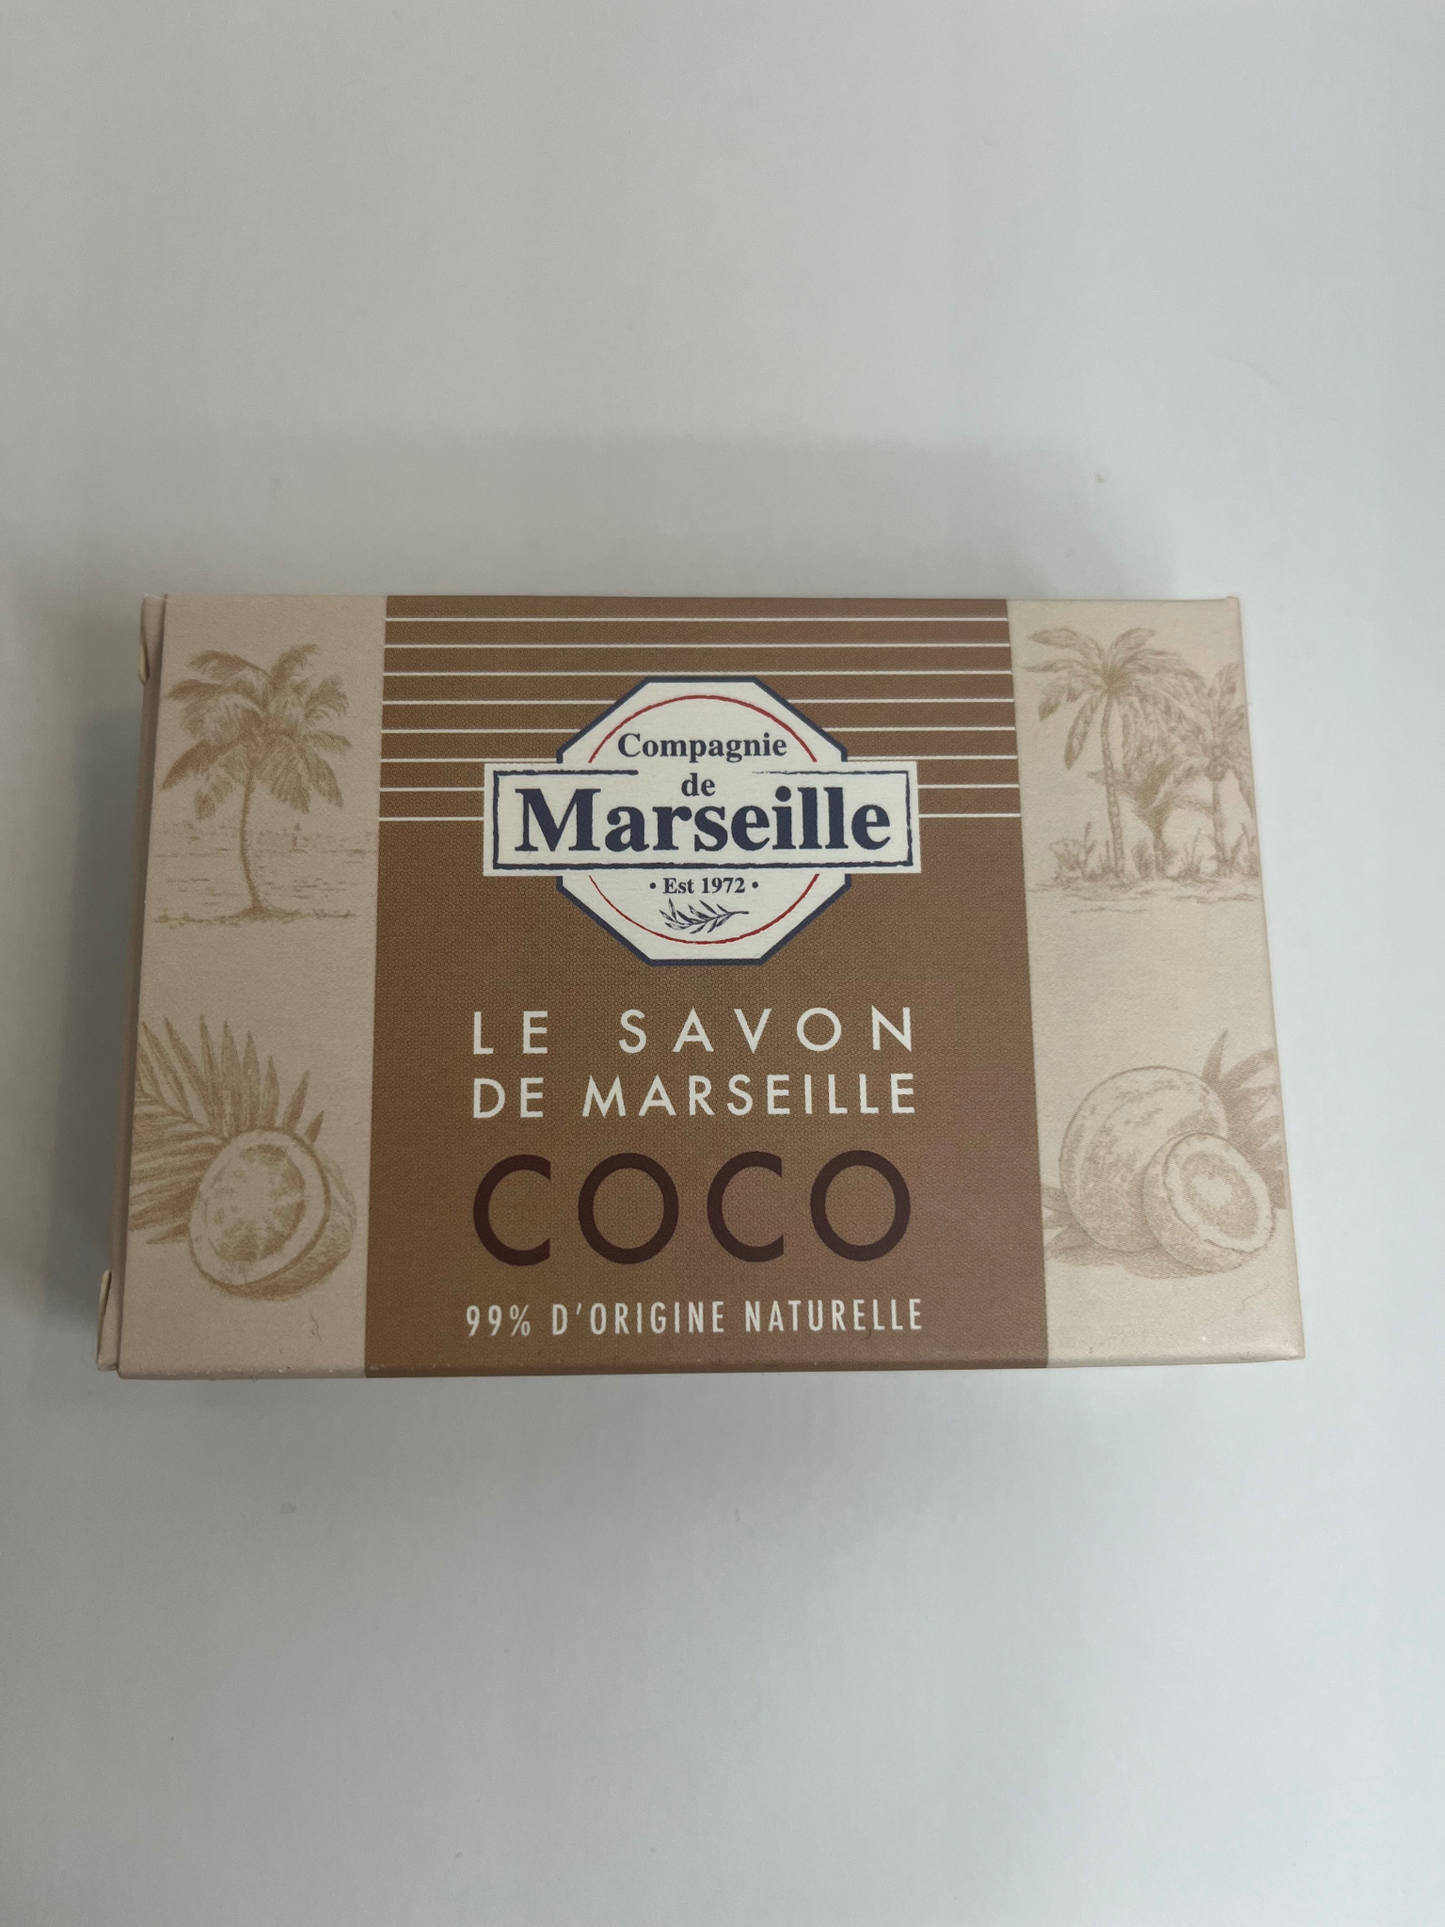 Compagnie
de
Marseille
• Est 1972 •
LE SAVON
DE MARSEILLE
COCO
99% D'ORIGINE NATURELLE